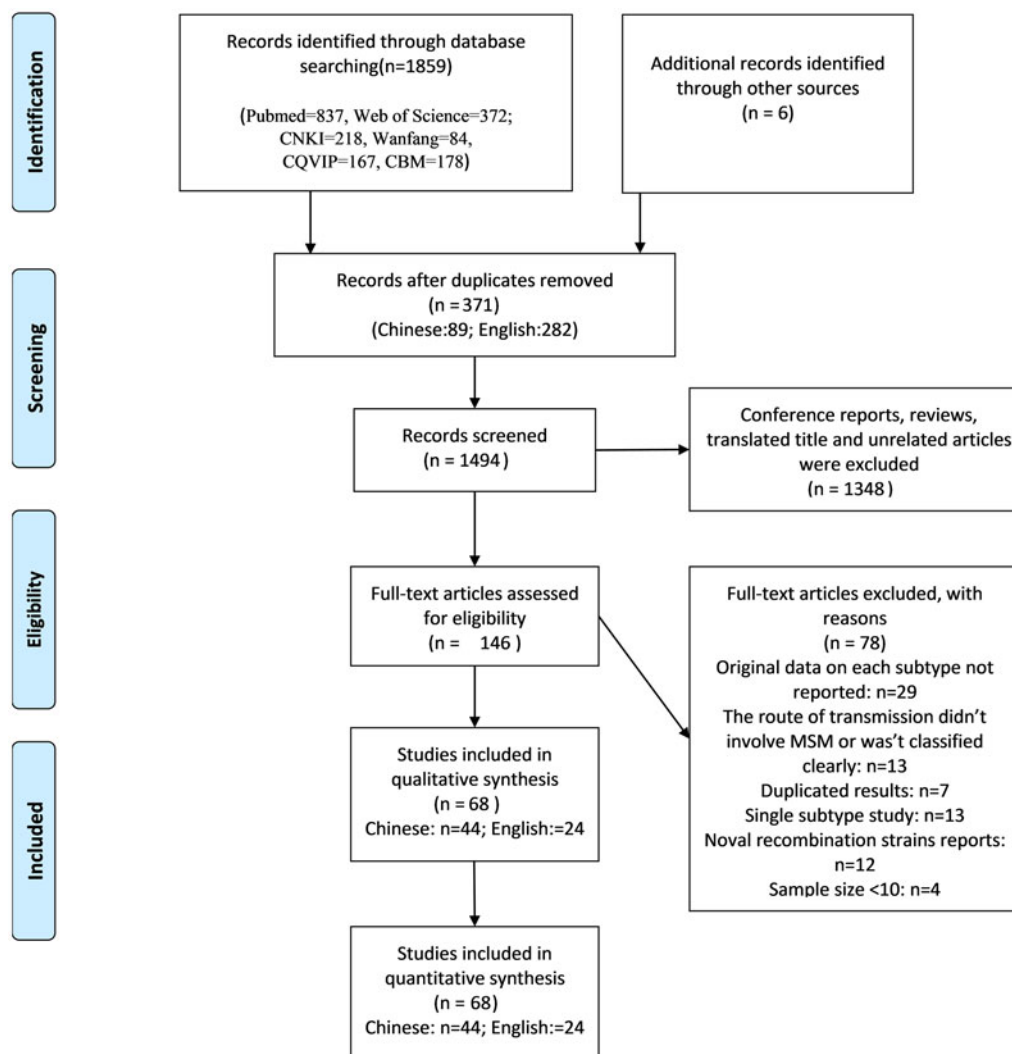 Identification
Records identified through database
searching(n=1859)
(Pubmed=837, Web of Science=372;
CNKI=218, Wanfang=84,
CQVIP=167, CBM=178)
Additional records identified
through other sources
(n = 6)
Screening
Records after duplicates removed
(n = 371)
(Chinese:89; English:282)
Records screened
n = 1494)
Conference reports, reviews,
translated title and unrelated articles
were excluded
(n = 1348 )
Eligibility
Full-text articles assessed
for eligibility
(n = 146 )
Full-text articles excluded, with
reasons
(n = 78)
Original data on each subtype not
reported: n=29
The route of transmission didn't
involve MSM or was't classified
clearly: n=13
Duplicated results: n=7
Single subtype study: n=13
Noval recombination strains reports:
n=12
Sample size <10: n=4
Included
Studies included in
qualitative synthesis
(n = 68 )
Chinese: n=44; English:=24
Studies included in
quantitative synthesis
(n = 68)
Chinese: n=44; English:=24